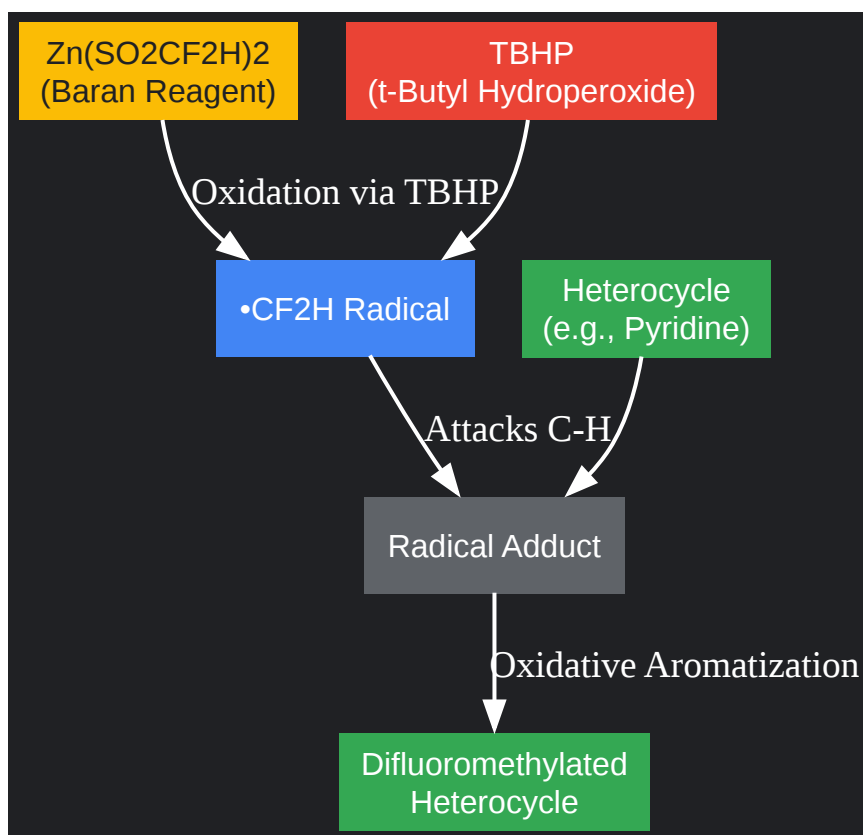 Zn(SO2CF2H)2
(Baran Reagent)
TBHP
(t-Butyl Hydroperoxide)
Oxidation via TBHP
•CF2H Radical
Heterocycle
(e.g., Pyridine)
Attacks C-H
Radical Adduct
Oxidative Aromatization
Difluoromethylated
Heterocycle